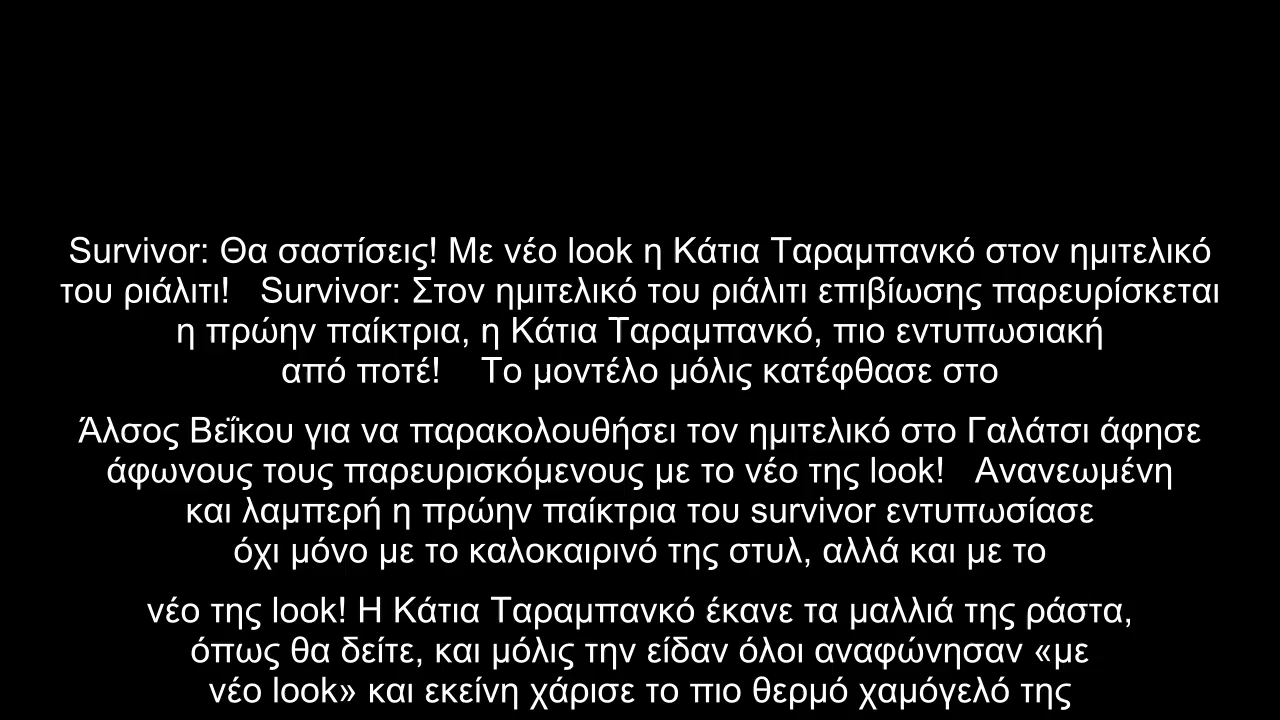 Survivor: Θα σαστίσεις! Με νέο look η Κάτια Ταραμπανκό στον ημιτελικό
του ριάλιτι!   Survivor: Στον ημιτελικό του ριάλιτι επιβίωσης παρευρίσκεται
η πρώην παίκτρια, η Κάτια Ταραμπανκό, πιο εντυπωσιακή
από ποτέ!    Το μοντέλο μόλις κατέφθασε στο
Άλσος Βεΐκου για να παρακολουθήσει τον ημιτελικό στο Γαλάτσι άφησε
άφωνους τους παρευρισκόμενους με το νέο της look!   Ανανεωμένη
και λαμπερή η πρώην παίκτρια του survivor εντυπωσίασε
όχι μόνο με το καλοκαιρινό της στυλ, αλλά και με το
νέο της look! Η Κάτια Ταραμπανκό έκανε τα μαλλιά της ράστα,
όπως θα δείτε, και μόλις την είδαν όλοι αναφώνησαν «με
νέο look» και εκείνη χάρισε το πιο θερμό χαμόγελό της